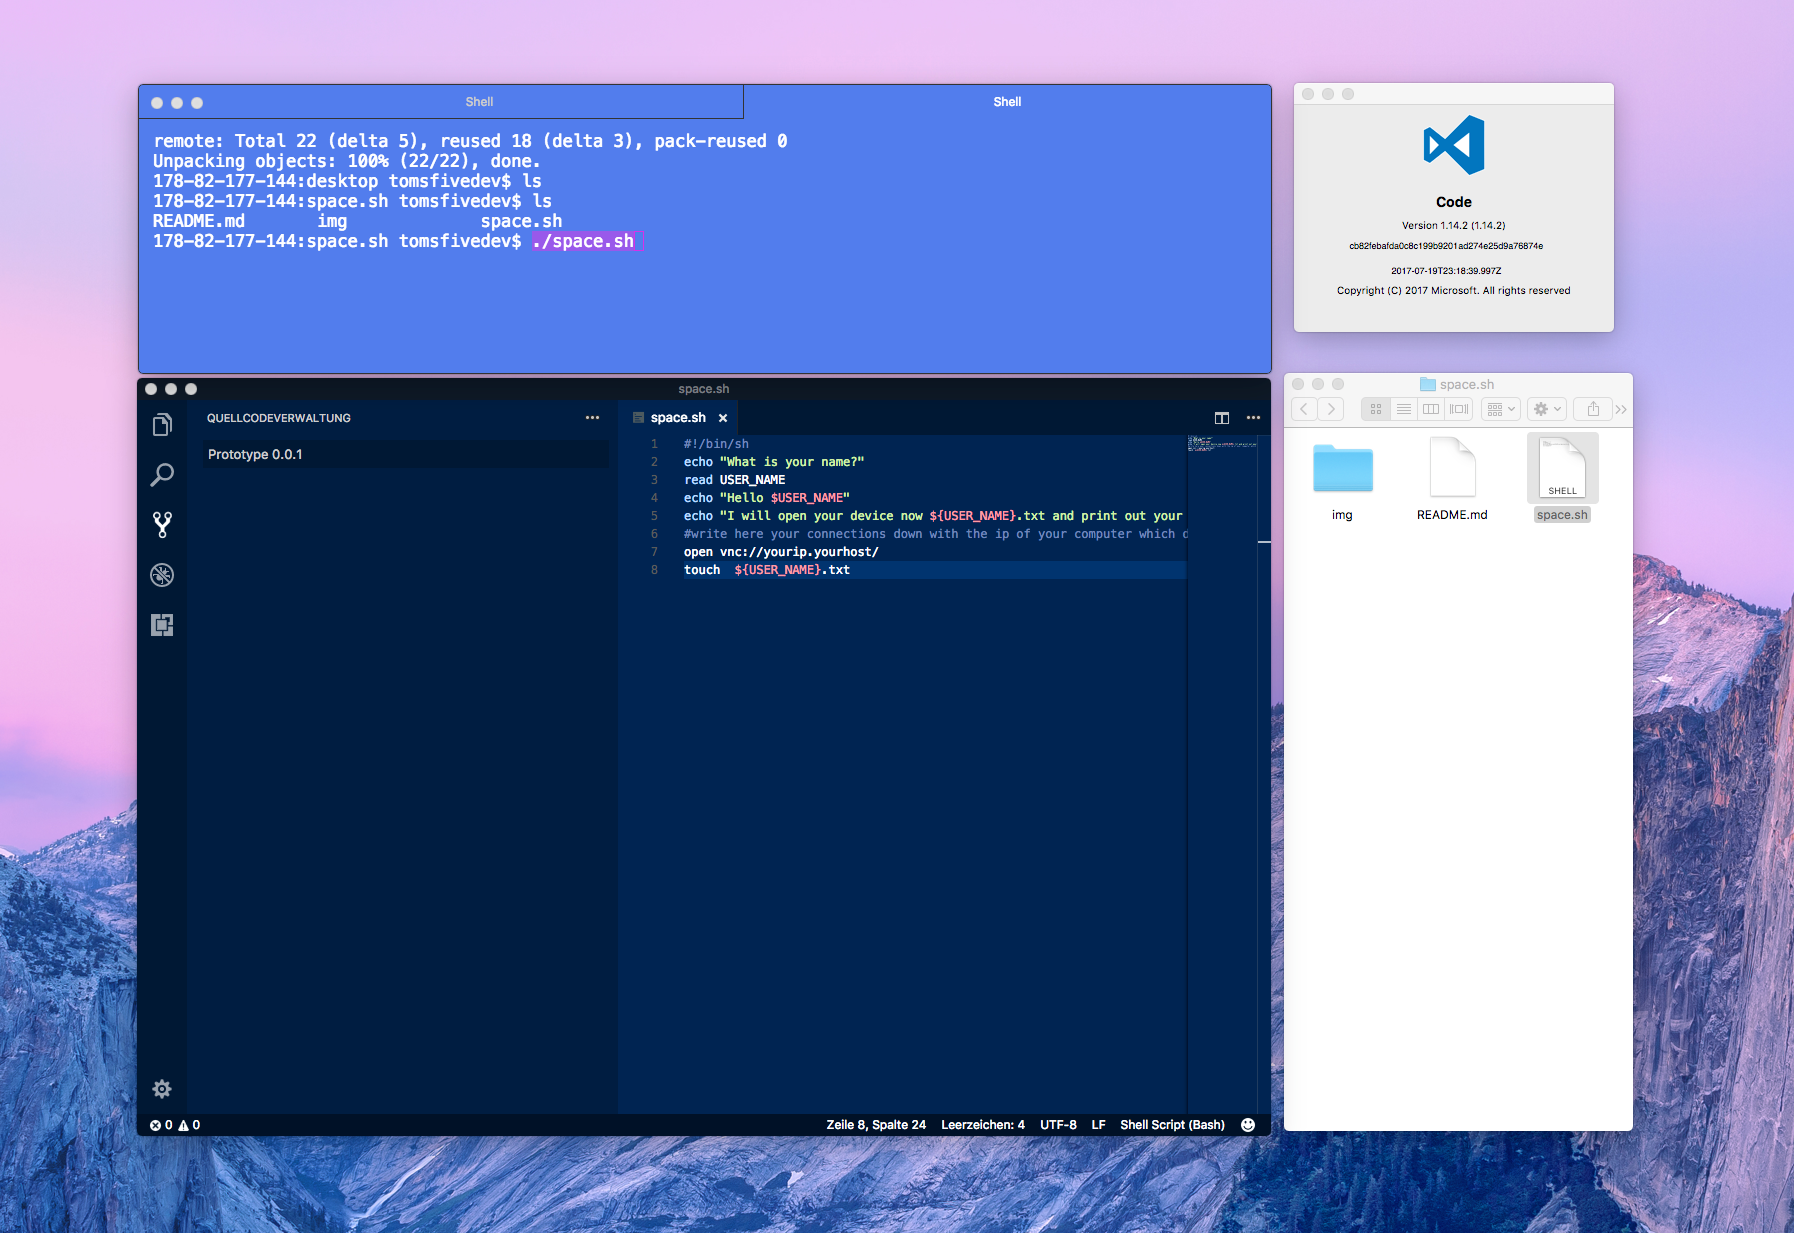 Shell
Shell
remote: Total 22 (delta 5), reused 18 (delta 3), pack-reused 0
Unpacking objects: 100% (22/22), done.
178-82-177-144:desktop tomsfivedev$ ls
178-82-177-144:space.sh tomsfivedev$ ls
README.md img space.sh
178-82-177-144:space.sh tomsfivedev$ ./space.sh
Code
Version 1.14.2 (1.14.2)
cb82febafda0c8c199b9201ad274e25d9a76874e
2017-07-19T23:18:39.997Z
Copyright (C) 2017 Microsoft. All rights reserved
space.sh
QUELLCODEVERWALTUNG
Prototype 0.0.1
space.sh
1 #!/bin/sh
2 echo "What is your name?"
3 read USER_NAME
4 echo "Hello $USER_NAME"
5 echo "I will open your device now ${USER_NAME}.txt and print out your
6 #write here your connections down with the ip of your computer which d
7 open vnc://yourip.yourhost/
8 touch  ${USER_NAME}.txt
0 0
Zeile 8, Spalte 24 Leerzeichen: 4 UTF-8 LF Shell Script (Bash)
space.sh
SHELL
img README.md space.sh